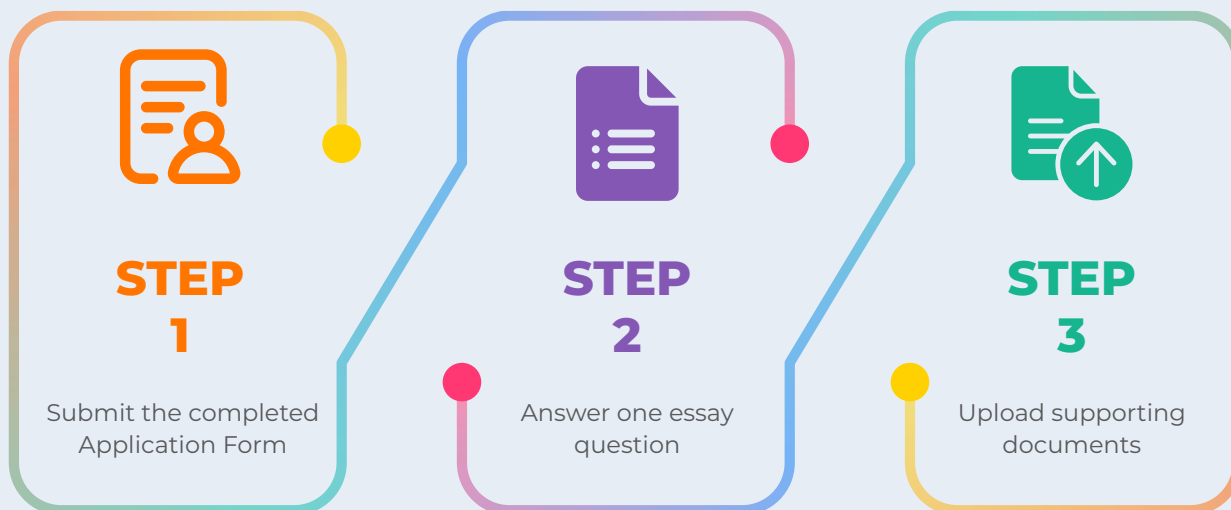 STEP
1
Submit the completed
Application Form
STEP
2
Answer one essay
question
STEP
3
Upload supporting
documents